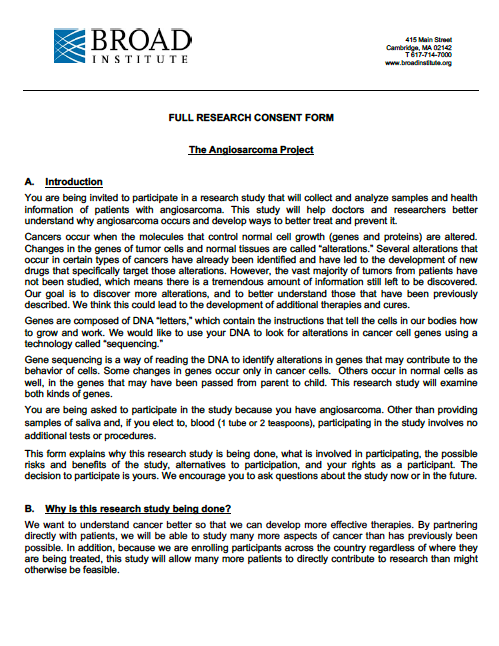 BROAD
INSTITUTE
415 Main Street
Cambridge, MA 02142
T 617-714-7000
www.broadinstitute.org
FULL RESEARCH CONSENT FORM
The Angiosarcoma Project
A. Introduction
You are being invited to participate in a research study that will collect and analyze samples and health
information of patients with angiosarcoma. This study will help doctors and researchers better
understand why angiosarcoma occurs and develop ways to better treat and prevent it.
Cancers occur when the molecules that control normal cell growth (genes and proteins) are altered.
Changes in the genes of tumor cells and normal tissues are called “alterations.” Several alterations that
occur in certain types of cancers have already been identified and have led to the development of new
drugs that specifically target those alterations. However, the vast majority of tumors from patients have
not been studied, which means there is a tremendous amount of information still left to be discovered.
Our goal is to discover more alterations, and to better understand those that have been previously
described. We think this could lead to the development of additional therapies and cures.
Genes are composed of DNA “letters,” which contain the instructions that tell the cells in our bodies how
to grow and work. We would like to use your DNA to look for alterations in cancer cell genes using a
technology called “sequencing.”
Gene sequencing is a way of reading the DNA to identify alterations in genes that may contribute to the
behavior of cells. Some changes in genes occur only in cancer cells. Others occur in normal cells as
well, in the genes that may have been passed from parent to child. This research study will examine
both kinds of genes.
You are being asked to participate in the study because you have angiosarcoma. Other than providing
samples of saliva and, if you elect to, blood (1 tube or 2 teaspoons), participating in the study involves no
additional tests or procedures.
This form explains why this research study is being done, what is involved in participating, the possible
risks and benefits of the study, alternatives to participation, and your rights as a participant. The
decision to participate is yours. We encourage you to ask questions about the study now or in the future.
B. Why is this research study being done?
We want to understand cancer better so that we can develop more effective therapies. By partnering
directly with patients, we will be able to study many more aspects of cancer than has previously been
possible. In addition, because we are enrolling participants across the country regardless of where they
are being treated, this study will allow many more patients to directly contribute to research than might
otherwise be feasible.